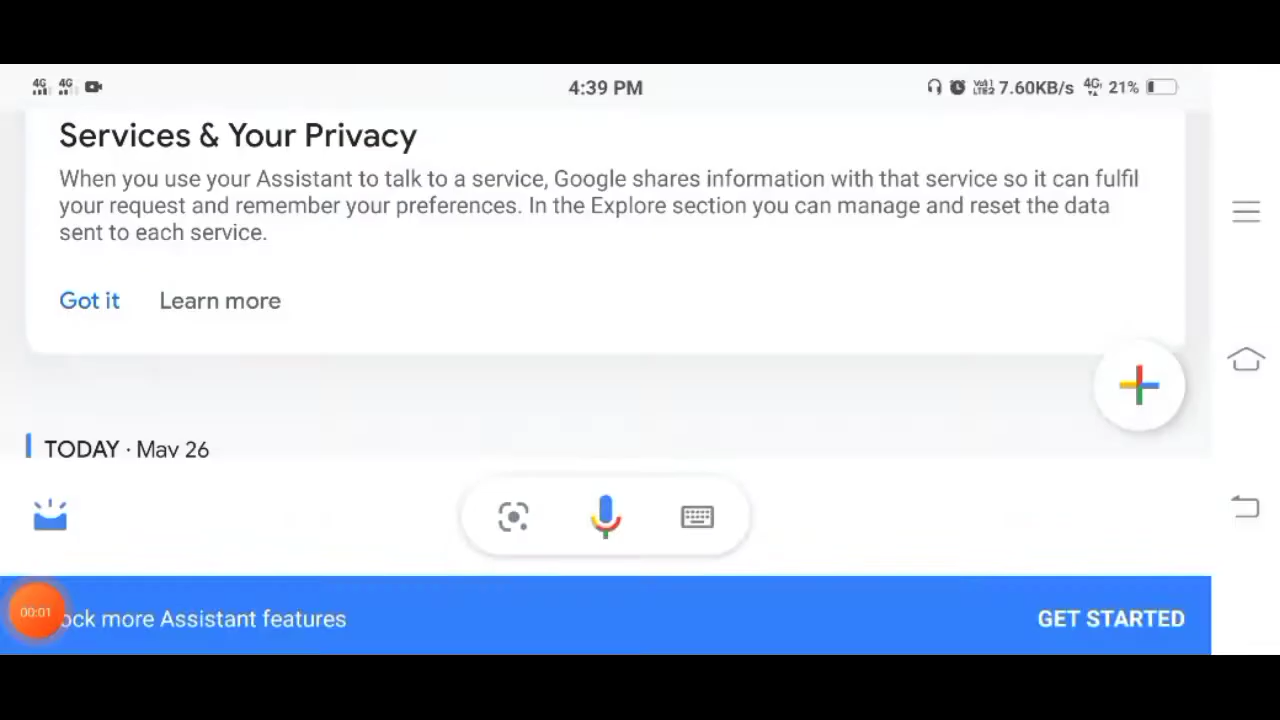 4G 4G 4:39 PM 7.60KB/s 4G 21%
Services & Your Privacy
When you use your Assistant to talk to a service, Google shares information with that service so it can fulfil
your request and remember your preferences. In the Explore section you can manage and reset the data
sent to each service.
Got it Learn more
TODAY · May 26
00:01 ock more Assistant features GET STARTED